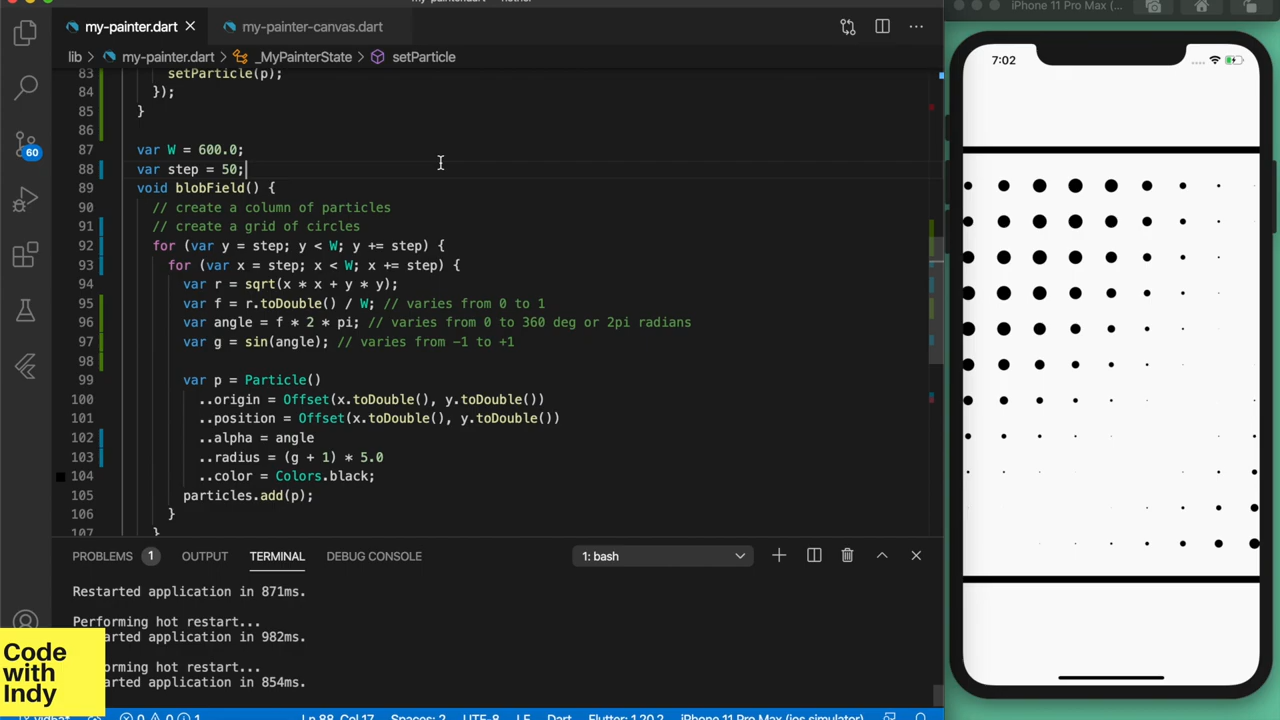 iPhone 11 Pro Max (...
my-painter.dart
my-painter-canvas.dart
lib > my-painter.dart > _MyPainterState > setParticle
83 setParticle(p);
84 });
85 }
86
87 var W = 600.0;
88 var step = 50;
89 void blobField() {
90 // create a column of particles
91 // create a grid of circles
92 for (var y = step; y < W; y += step) {
93 for (var x = step; x < W; x += step) {
94 var r = sqrt(x * x + y * y);
95 var f = r.toDouble() / W; // varies from 0 to 1
96 var angle = f * 2 * pi; // varies from 0 to 360 deg or 2pi radians
97 var g = sin(angle); // varies from -1 to +1
98
99 var p = Particle()
100 ..origin = Offset(x.toDouble(), y.toDouble())
101 ..position = Offset(x.toDouble(), y.toDouble())
102 ..alpha = angle
103 ..radius = (g + 1) * 5.0
104 ..color = Colors.black;
105 particles.add(p);
106 }
107 }
60
PROBLEMS 1 OUTPUT TERMINAL DEBUG CONSOLE 1: bash
Restarted application in 871ms.
Performing hot restart...
arted application in 982ms.
orming hot restart...
arted application in 854ms.
Code
with
Indy
Ln 88, Col 17 Spaces: 2 UTF-8 LF Dart Flutter: 1.20.2 iPhone 11 Pro Max (ios simulator)
7:02